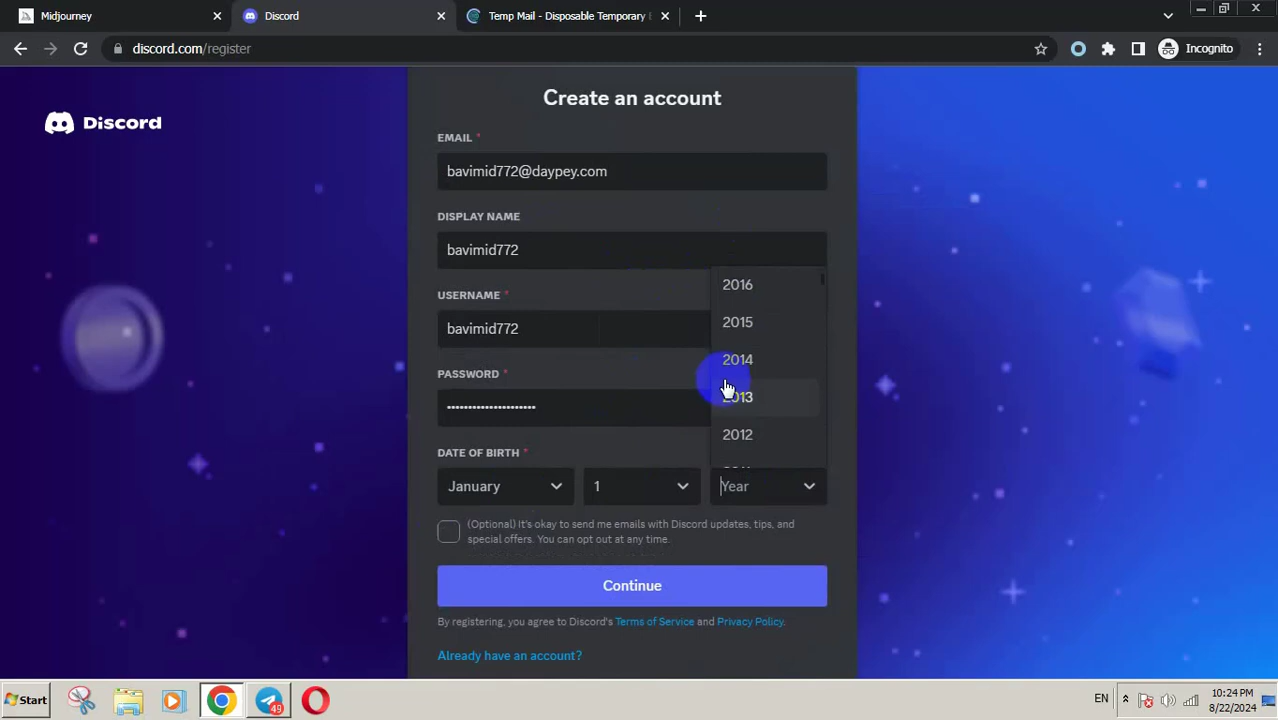 Midjourney
Discord
Temp Mail - Disposable Temporary E
discord.com/register
Incognito
Discord
Create an account
EMAIL *
bavimid772@daypey.com
DISPLAY NAME
bavimid772
USERNAME *
bavimid772
PASSWORD *
•••••••••••••••••••••
2016
2015
2014
2013
2012
DATE OF BIRTH *
January
1
Year
(Optional) It's okay to send me emails with Discord updates, tips, and
special offers. You can opt out at any time.
Continue
By registering, you agree to Discord's Terms of Service and Privacy Policy.
Already have an account?
Start
49
EN
10:24 PM
8/22/2024